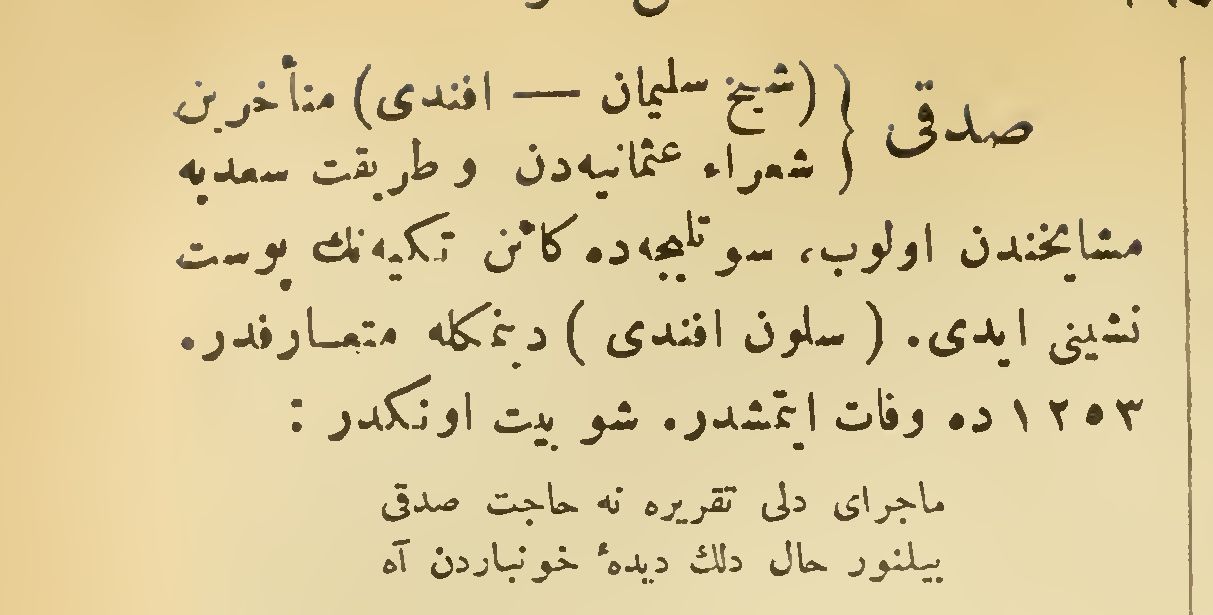 صدقی { (شیخ سلیمان — افندی) متأخرین
شعراء عثمانیه‌دن و طریقت سعدیه
مشایخندن اولوب، سوتلیجه‌ده کائن تکیه‌نك پوست
نشینی ایدی. ( سلون افندی ) دینمکله متعارفدر.
١٢٥٣ ده وفات ایتمشدر. شو بیت اونکدر :
ماجرای دلی تقریره نه حاجت صدقی
بیلنور حال دلك دیدهٔ خونباردن آه